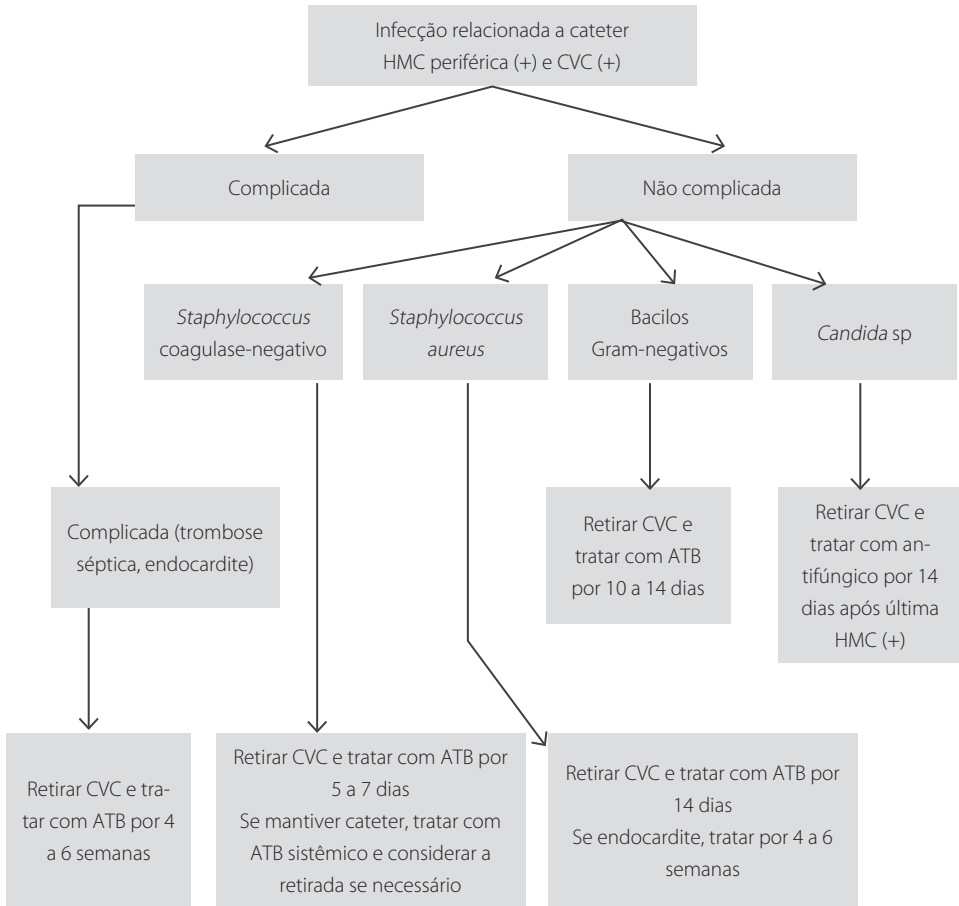 Infecção relacionada a cateter
HMC periférica (+) e CVC (+)
Complicada
Não complicada
Staphylococcus
coagulase-negativo
Staphylococcus
aureus
Bacilos
Gram-negativos
Candida sp
Complicada (trombose
séptica, endocardite)
Retirar CVC e
tratar com ATB
por 10 a 14 dias
Retirar CVC e
tratar com an-
tifúngico por 14
dias após última
HMC (+)
Retirar CVC e tra-
tar com ATB por 4
a 6 semanas
Retirar CVC e tratar com ATB por
5 a 7 dias
Se mantiver cateter, tratar com
ATB sistêmico e considerar a
retirada se necessário
Retirar CVC e tratar com ATB por
14 dias
Se endocardite, tratar por 4 a 6
semanas